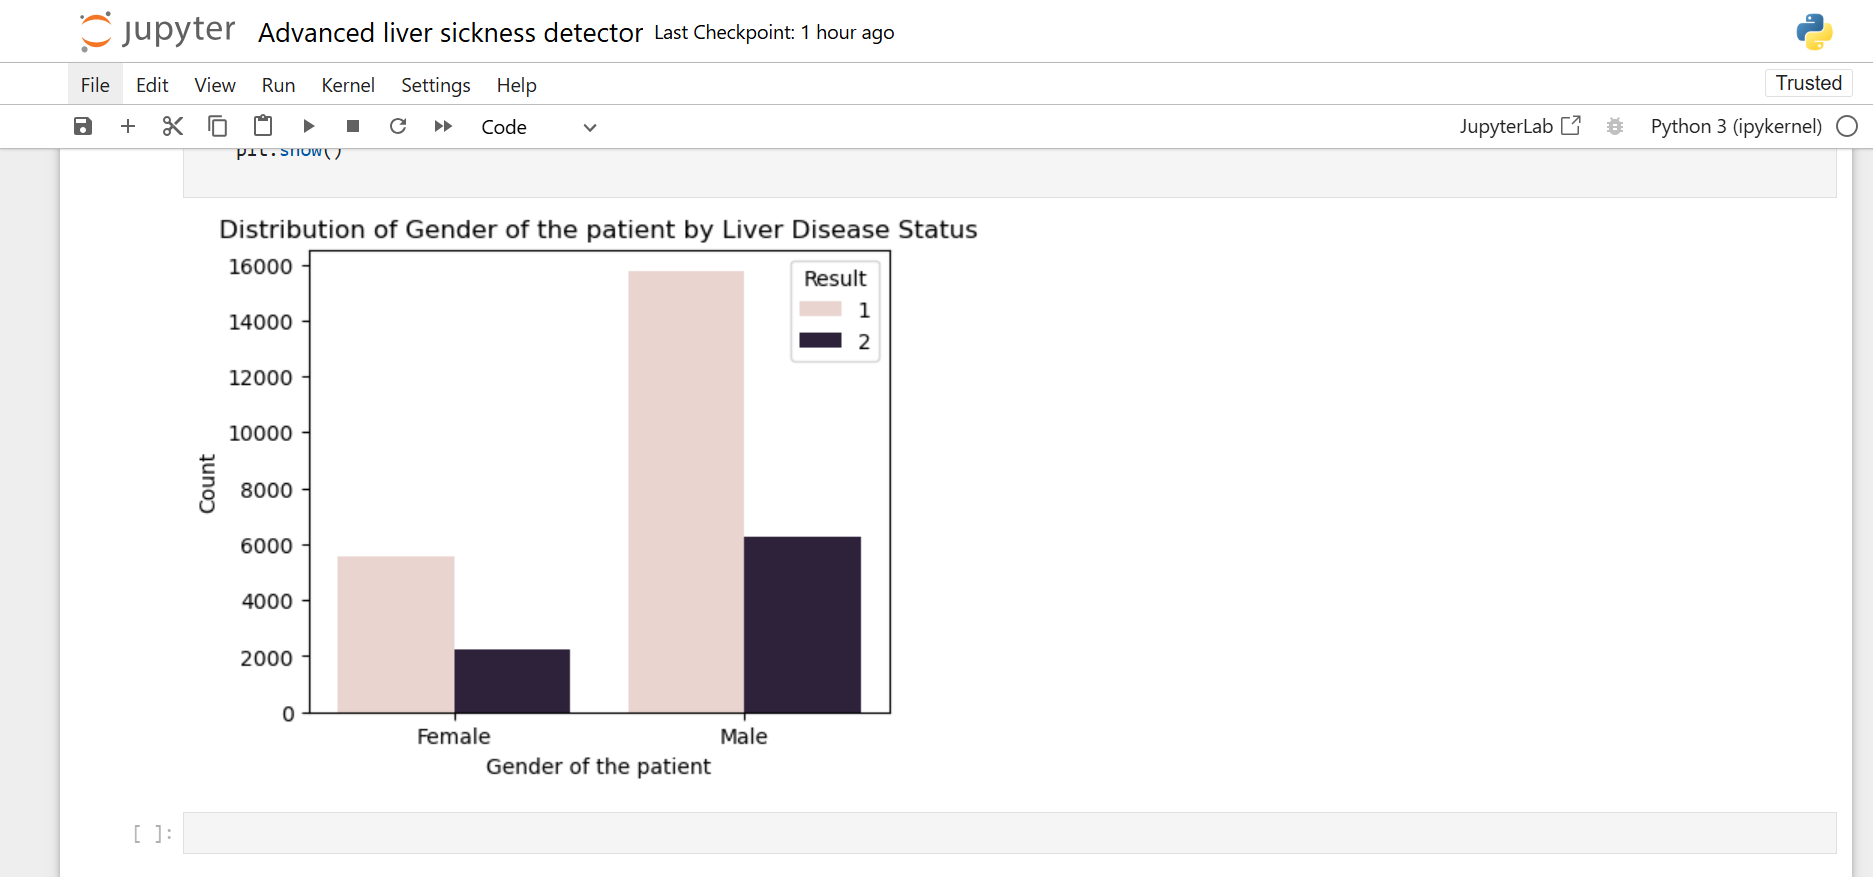 jupyter Advanced liver sickness detector Last Checkpoint: 1 hour ago
File Edit View Run Kernel Settings Help Trusted
Code JupyterLab Python 3 (ipykernel)
plt.show()
Distribution of Gender of the patient by Liver Disease Status
16000
14000
12000
10000
8000
6000
4000
2000
0
Count
Result
1
2
Female Male
Gender of the patient
[ ]: